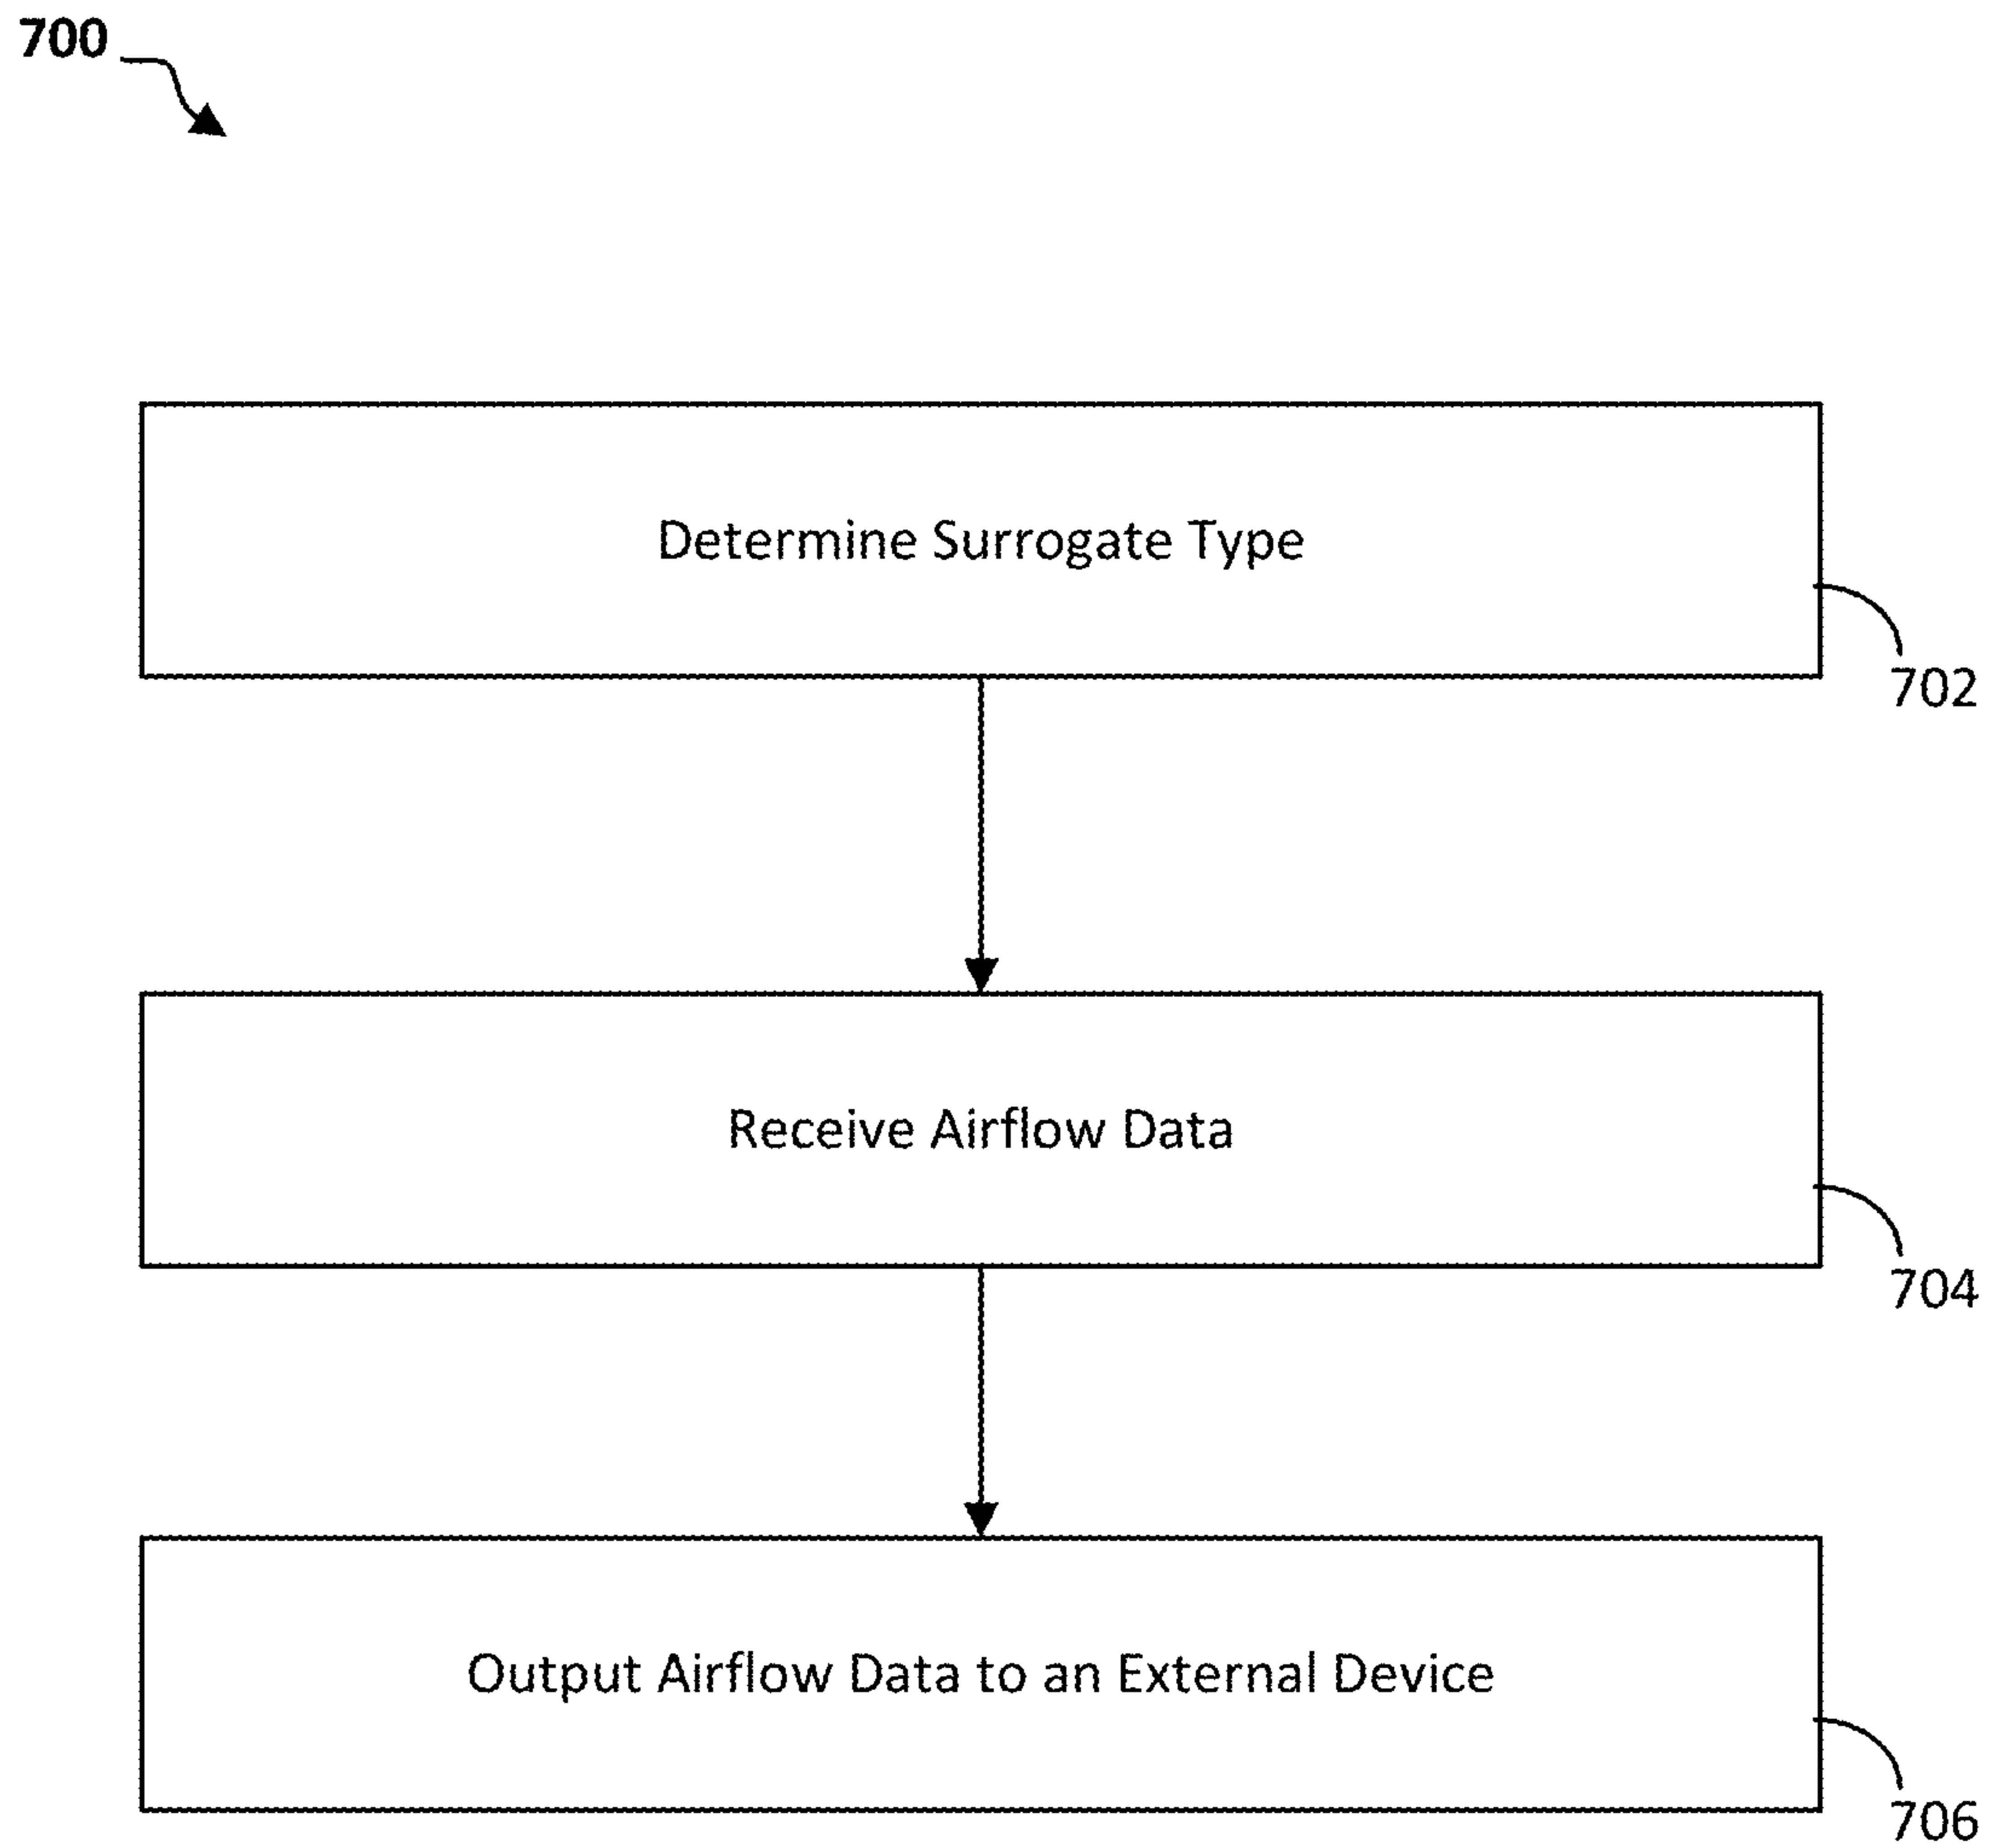 700
Determine Surrogate Type
702
Receive Airflow Data
704
Output Airflow Data to an External Device
706